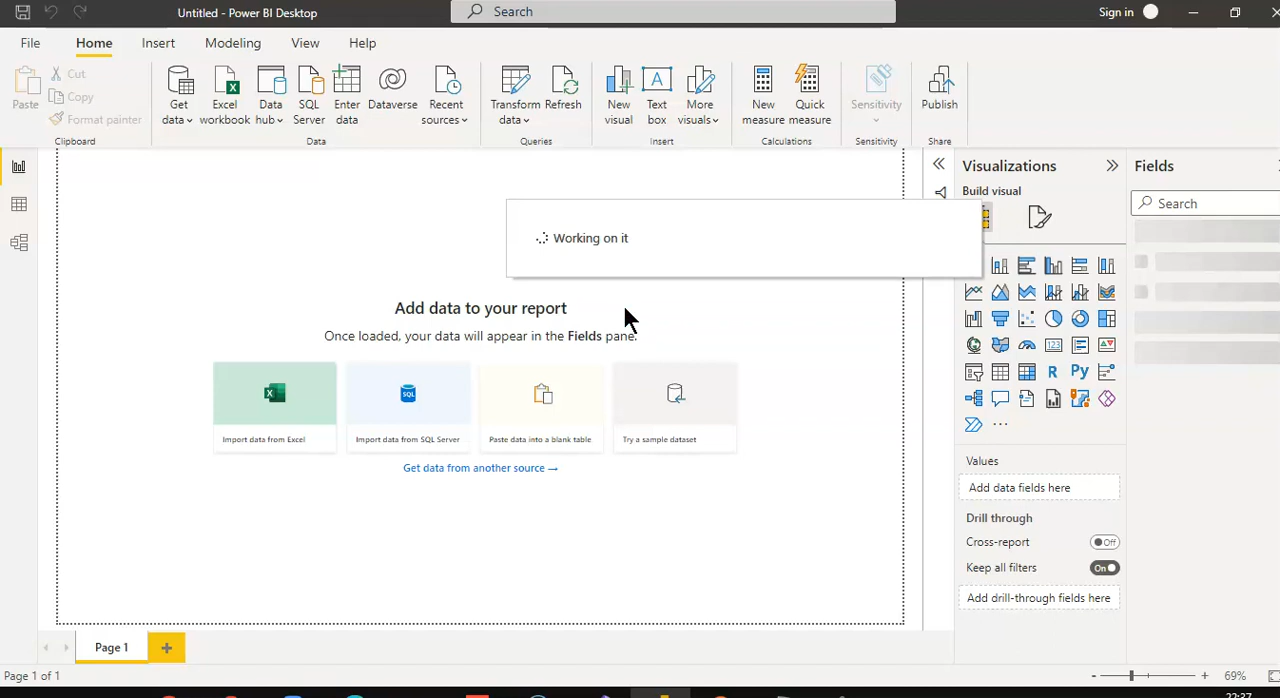 Untitled - Power BI Desktop
Search
Sign in
File Home Insert Modeling View Help
Paste
Cut
Copy
Format painter
Clipboard
Get data
Excel workbook
Data hub
SQL Server
Enter data
Dataverse
Recent sources
Data
Transform data
Refresh
Queries
New visual
Text box
More visuals
Insert
New measure
Quick measure
Calculations
Sensitivity
Sensitivity
Publish
Share
Working on it
Add data to your report
Once loaded, your data will appear in the Fields pane.
SQL
Import data from Excel
Import data from SQL Server
Paste data into a blank table
Try a sample dataset
Get data from another source →
Visualizations
Build visual
123
R
Py
...
Values
Add data fields here
Drill through
Cross-report
Off
Keep all filters
On
Add drill-through fields here
Fields
Search
Page 1
Page 1 of 1
69%
22:37